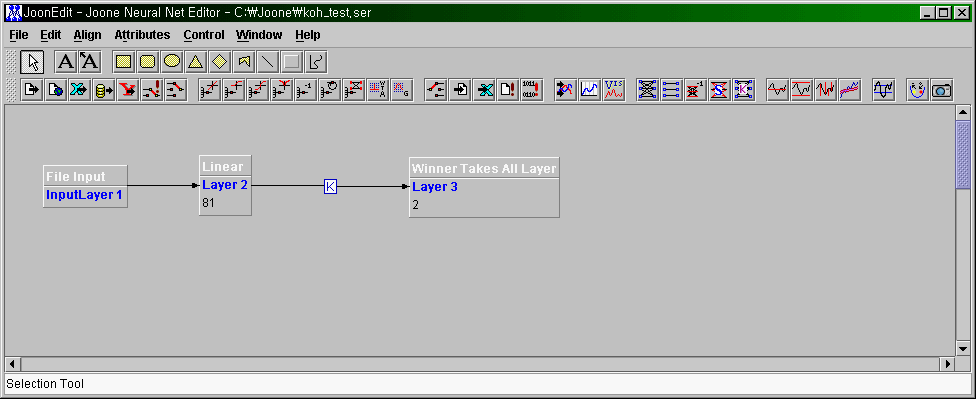 JoonEdit - Joone Neural Net Editor - C:₩Joone₩koh_test,ser
File Edit Align Attributes Control Window Help
A A
File Input
InputLayer 1
Linear
Layer 2
81
K
Winner Takes All Layer
Layer 3
2
Selection Tool